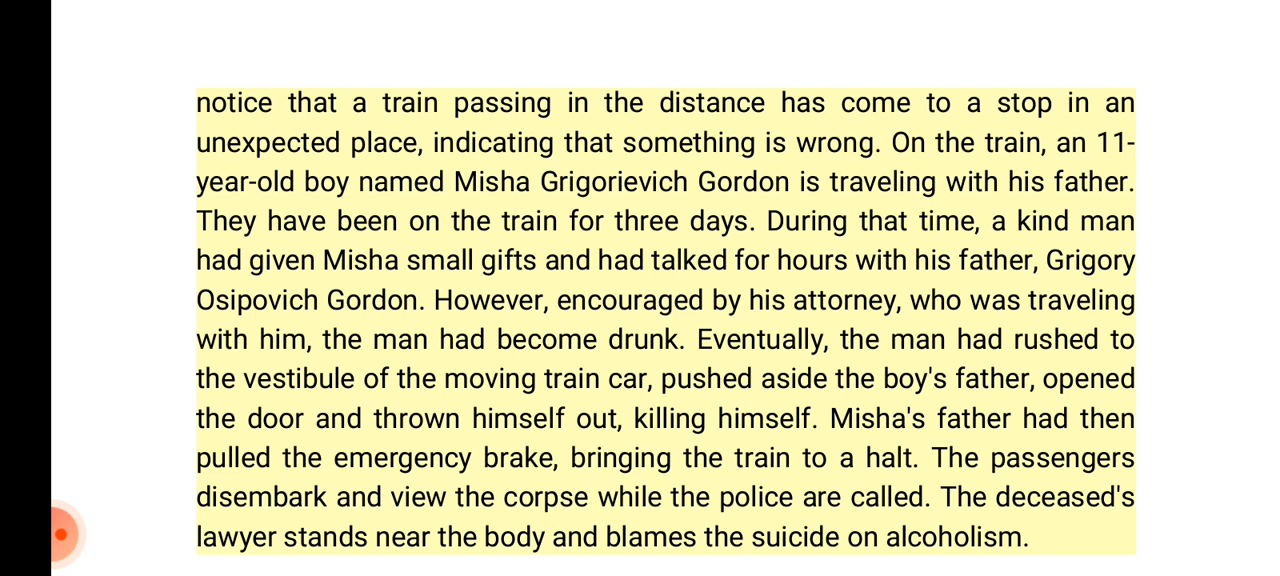 notice that a train passing in the distance has come to a stop in an
unexpected place, indicating that something is wrong. On the train, an 11-
year-old boy named Misha Grigorievich Gordon is traveling with his father.
They have been on the train for three days. During that time, a kind man
had given Misha small gifts and had talked for hours with his father, Grigory
Osipovich Gordon. However, encouraged by his attorney, who was traveling
with him, the man had become drunk. Eventually, the man had rushed to
the vestibule of the moving train car, pushed aside the boy's father, opened
the door and thrown himself out, killing himself. Misha's father had then
pulled the emergency brake, bringing the train to a halt. The passengers
disembark and view the corpse while the police are called. The deceased's
lawyer stands near the body and blames the suicide on alcoholism.